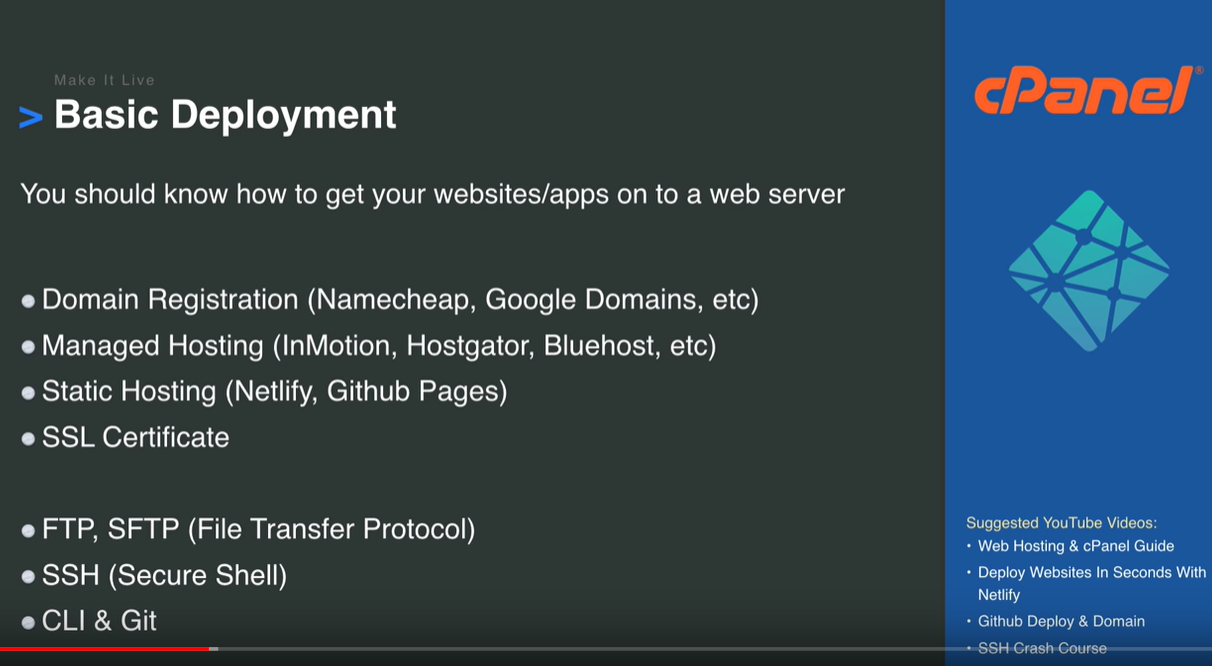 Make It Live
> Basic Deployment
You should know how to get your websites/apps on to a web server
• Domain Registration (Namecheap, Google Domains, etc)
• Managed Hosting (InMotion, Hostgator, Bluehost, etc)
• Static Hosting (Netlify, Github Pages)
• SSL Certificate
• FTP, SFTP (File Transfer Protocol)
• SSH (Secure Shell)
• CLI & Git
cPanel®
Suggested YouTube Videos:
• Web Hosting & cPanel Guide
• Deploy Websites In Seconds With
Netlify
• Github Deploy & Domain
• SSH Crash Course